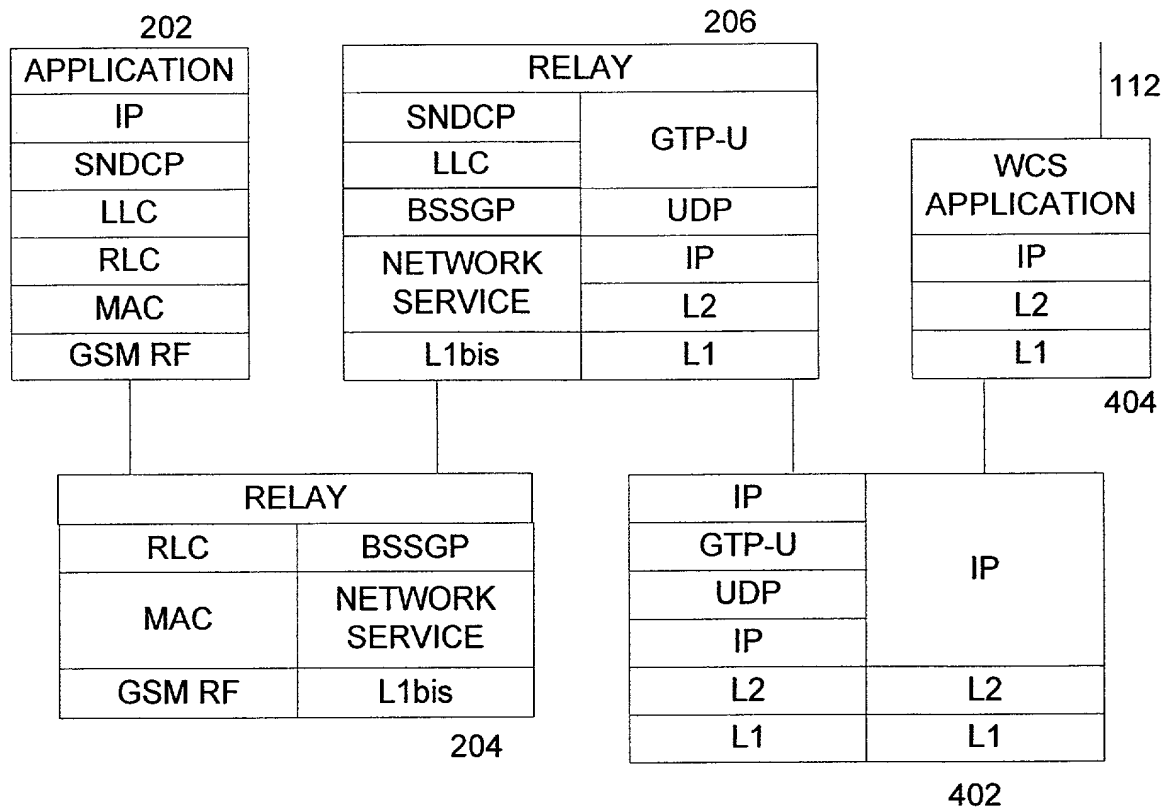 202
APPLICATION
IP
SNDCP
LLC
RLC
MAC
GSM RF
206
RELAY
SNDCP
LLC
GTP-U
BSSGP
UDP
NETWORK
SERVICE
IP
L2
L1bis
L1
112
WCS
APPLICATION
IP
L2
L1
404
RELAY
RLC
BSSGP
MAC
NETWORK
SERVICE
GSM RF
L1bis
204
IP
GTP-U
UDP
IP
L2
L1
IP
L2
L1
402